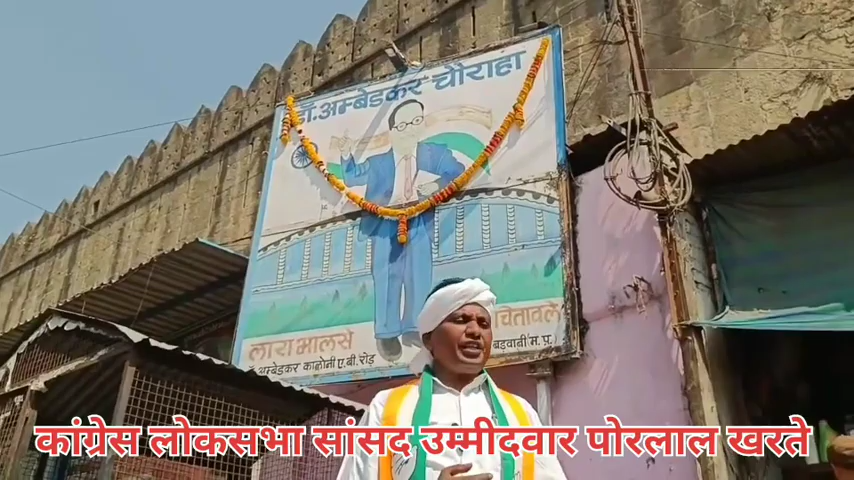 डॉ.अम्बेडकर चौराहा
लाराभालसे
चितावले
अम्बेडकर कालोनी ए.बी.रोड़
बड़वानी म.प्र.
कांग्रेस लोकसभा सांसद उम्मीदवार पोरलाल खरते